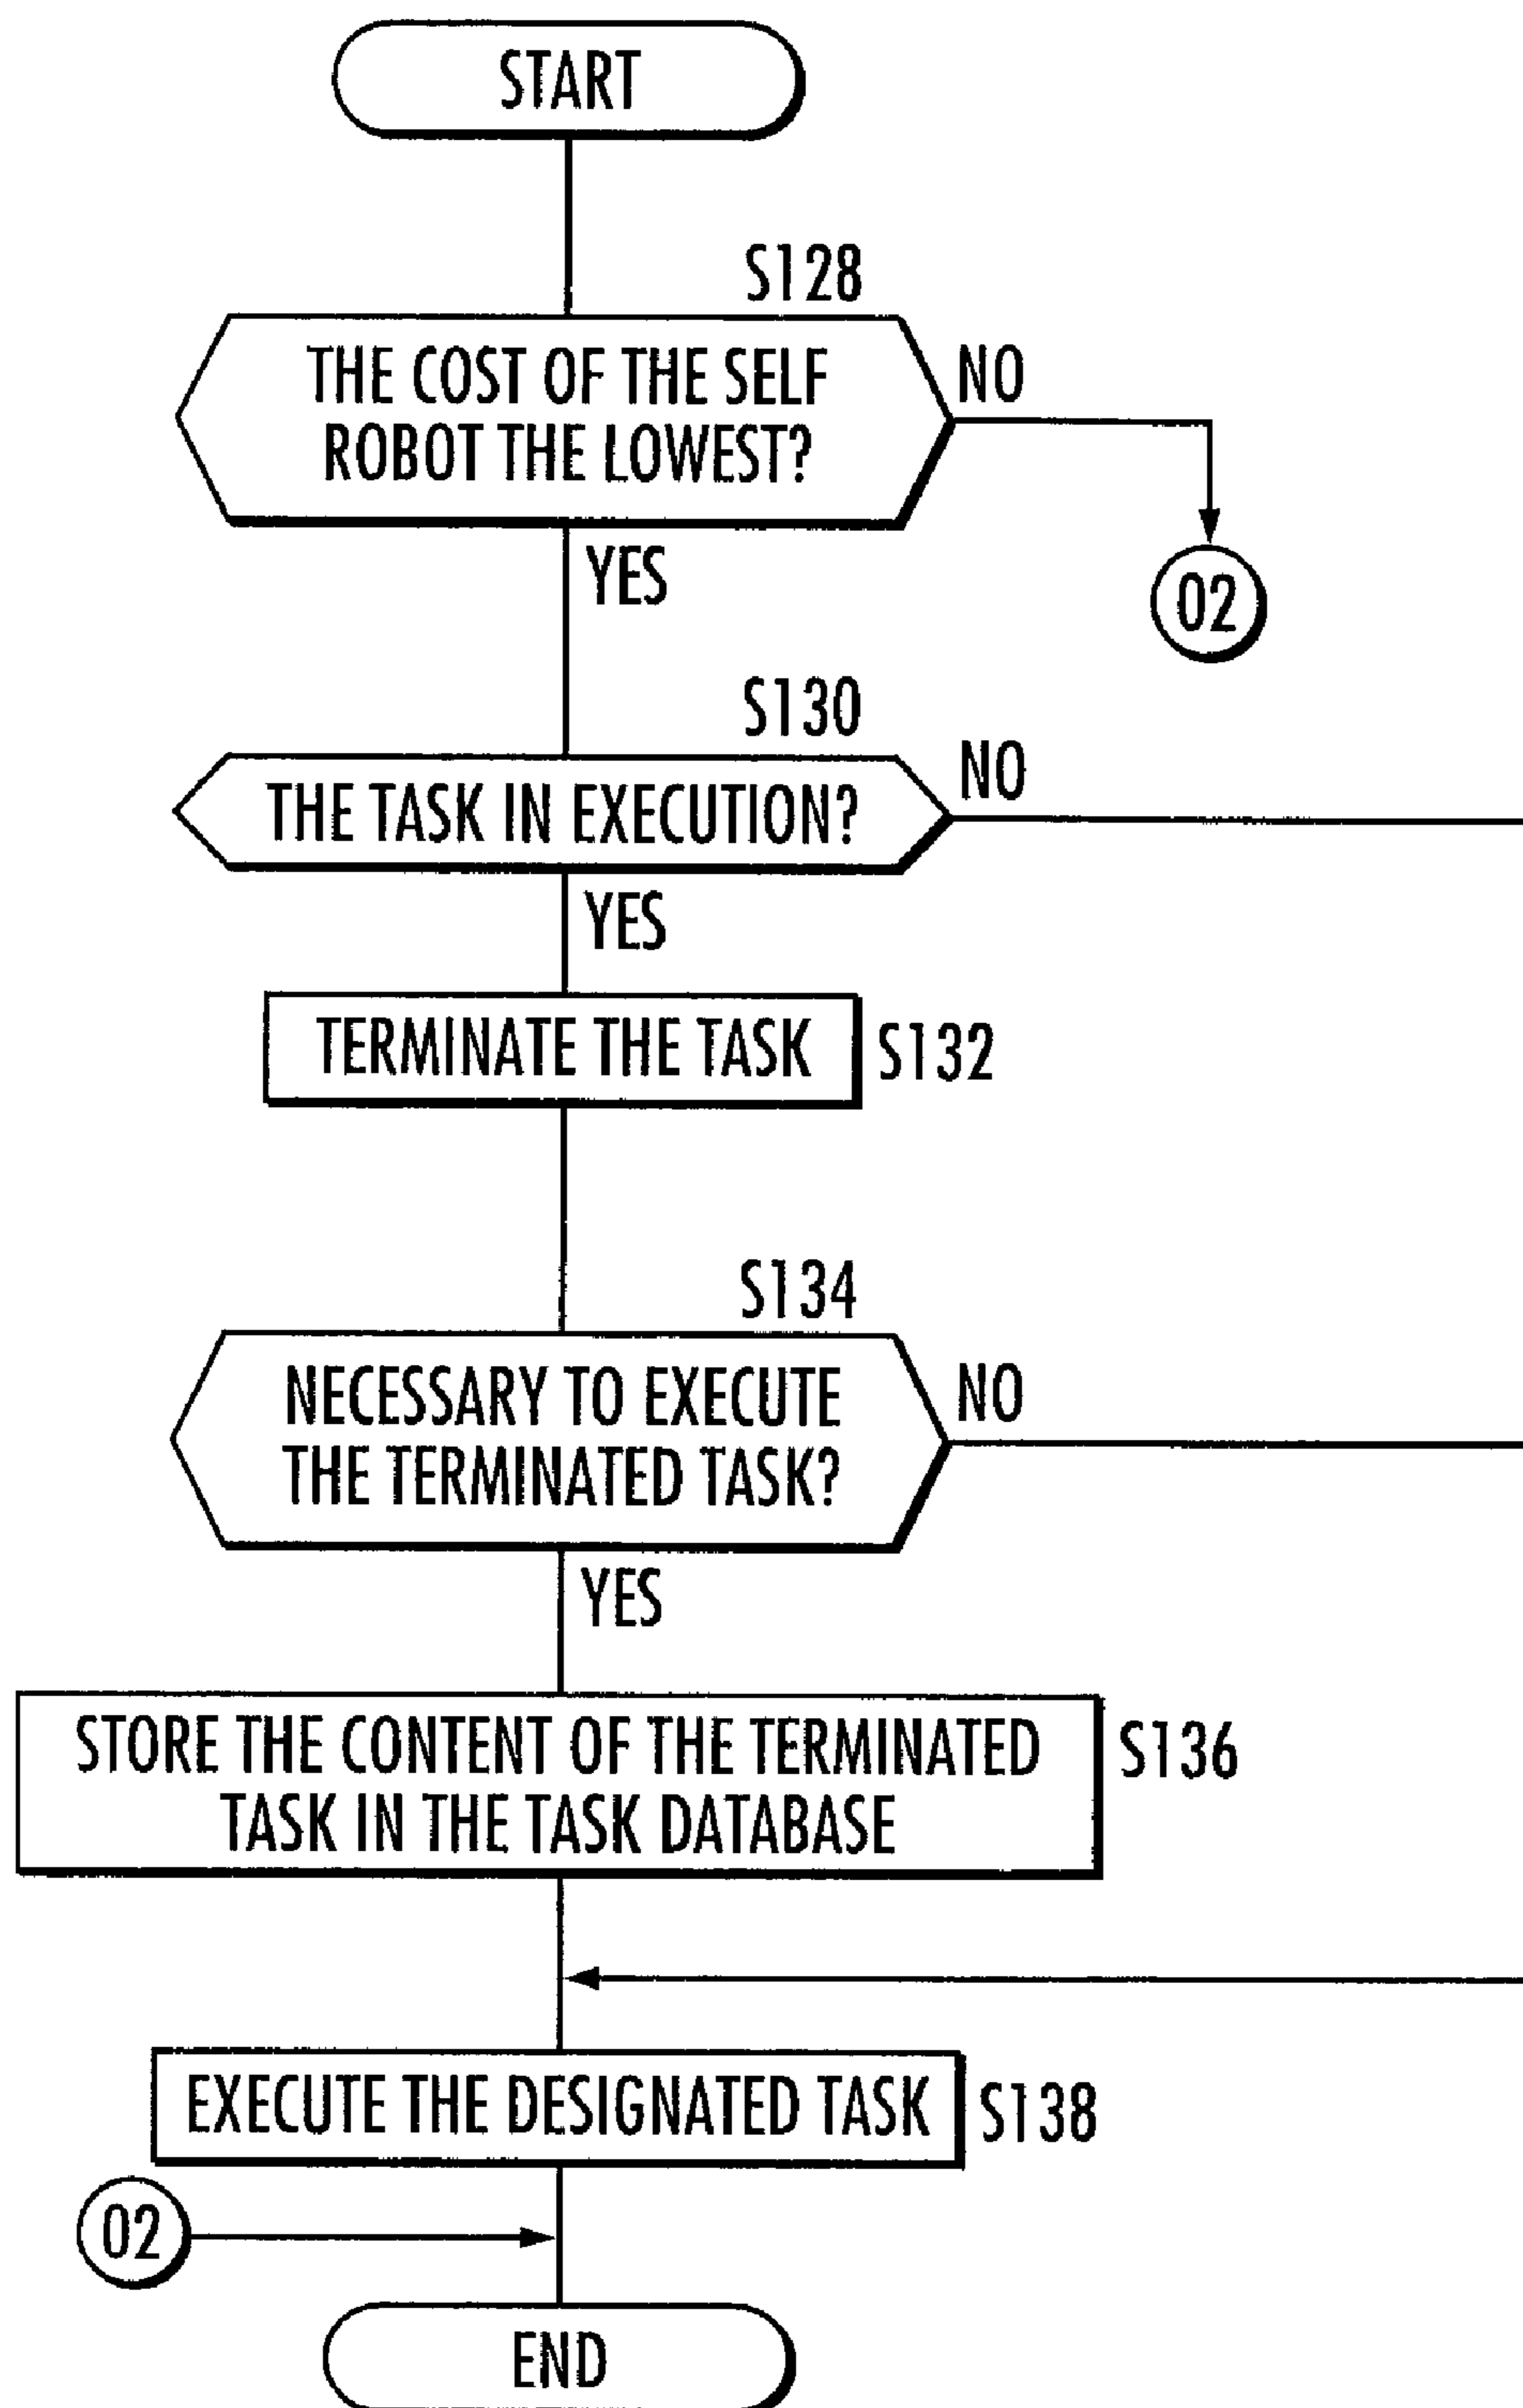 START
S128
THE COST OF THE SELF
ROBOT THE LOWEST?
NO
YES
02
S130
THE TASK IN EXECUTION?
NO
YES
TERMINATE THE TASK
S132
S134
NECESSARY TO EXECUTE
THE TERMINATED TASK?
NO
YES
STORE THE CONTENT OF THE TERMINATED
TASK IN THE TASK DATABASE
S136
EXECUTE THE DESIGNATED TASK
S138
02
END